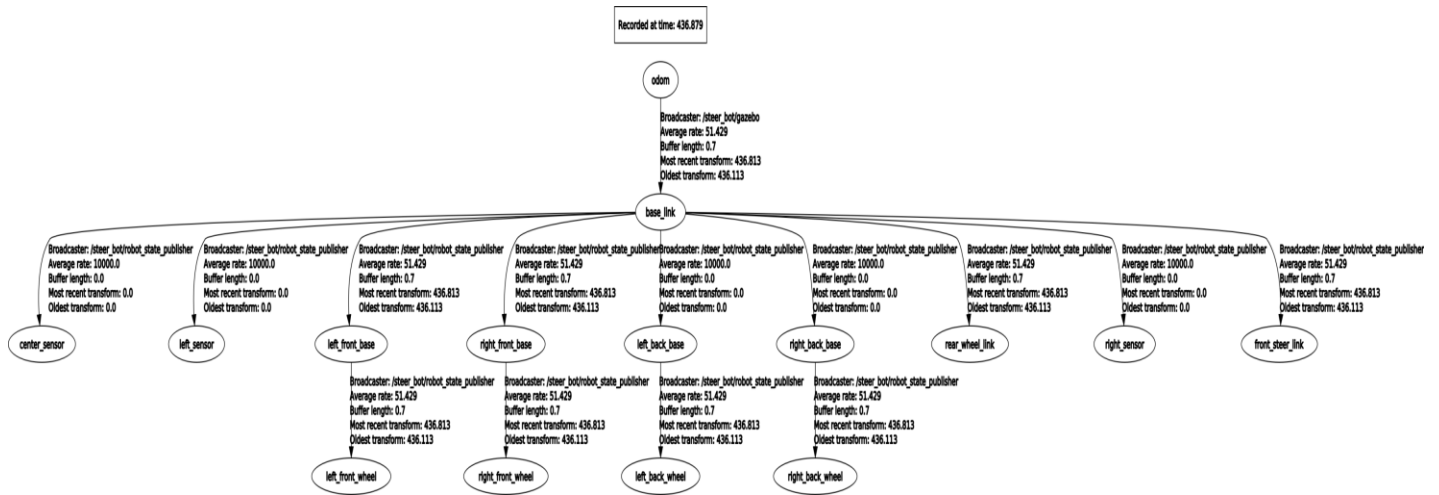 Recorded at time: 436.879
odom
Broadcaster: /steer_bot/gazebo
Average rate: 51.429
Buffer length: 0.7
Most recent transform: 436.813
Oldest transform: 436.113
base_link
Broadcaster: /steer_bot/robot_state_publisher
Average rate: 10000.0
Buffer length: 0.0
Most recent transform: 0.0
Oldest transform: 0.0
Broadcaster: /steer_bot/robot_state_publisher
Average rate: 10000.0
Buffer length: 0.0
Most recent transform: 0.0
Oldest transform: 0.0
Broadcaster: /steer_bot/robot_state_publisher
Average rate: 51.429
Buffer length: 0.7
Most recent transform: 436.813
Oldest transform: 436.113
Broadcaster: /steer_bot/robot_state_publisher
Average rate: 51.429
Buffer length: 0.7
Most recent transform: 436.813
Oldest transform: 436.113
Broadcaster: /steer_bot/robot_state_publisher
Average rate: 10000.0
Buffer length: 0.0
Most recent transform: 0.0
Oldest transform: 0.0
Broadcaster: /steer_bot/robot_state_publisher
Average rate: 10000.0
Buffer length: 0.0
Most recent transform: 0.0
Oldest transform: 0.0
Broadcaster: /steer_bot/robot_state_publisher
Average rate: 51.429
Buffer length: 0.7
Most recent transform: 436.813
Oldest transform: 436.113
Broadcaster: /steer_bot/robot_state_publisher
Average rate: 10000.0
Buffer length: 0.0
Most recent transform: 0.0
Oldest transform: 0.0
Broadcaster: /steer_bot/robot_state_publisher
Average rate: 51.429
Buffer length: 0.7
Most recent transform: 436.813
Oldest transform: 436.113
center_sensor
left_sensor
left_front_base
right_front_base
left_back_base
right_back_base
rear_wheel_link
right_sensor
front_steer_link
Broadcaster: /steer_bot/robot_state_publisher
Average rate: 51.429
Buffer length: 0.7
Most recent transform: 436.813
Oldest transform: 436.113
Broadcaster: /steer_bot/robot_state_publisher
Average rate: 51.429
Buffer length: 0.7
Most recent transform: 436.813
Oldest transform: 436.113
Broadcaster: /steer_bot/robot_state_publisher
Average rate: 51.429
Buffer length: 0.7
Most recent transform: 436.813
Oldest transform: 436.113
Broadcaster: /steer_bot/robot_state_publisher
Average rate: 51.429
Buffer length: 0.7
Most recent transform: 436.813
Oldest transform: 436.113
left_front_wheel
right_front_wheel
left_back_wheel
right_back_wheel